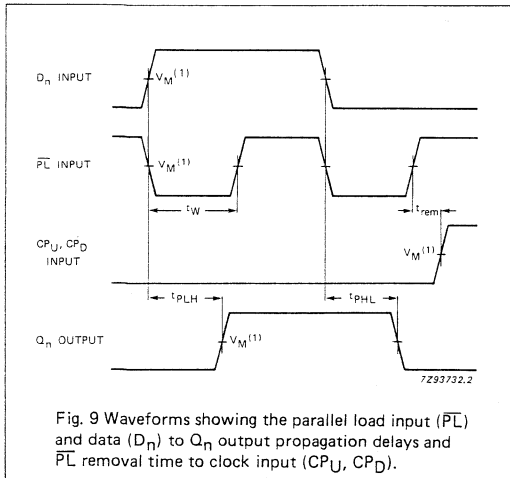 Dn INPUT
VM(1)
PL INPUT
VM(1)
tW
trem
CPU, CPD
INPUT
VM(1)
tPLH
tPHL
Qn OUTPUT
VM(1)
7Z93732.2
Fig. 9 Waveforms showing the parallel load input (PL)
and data (Dn) to Qn output propagation delays and
PL removal time to clock input (CPU, CPD).